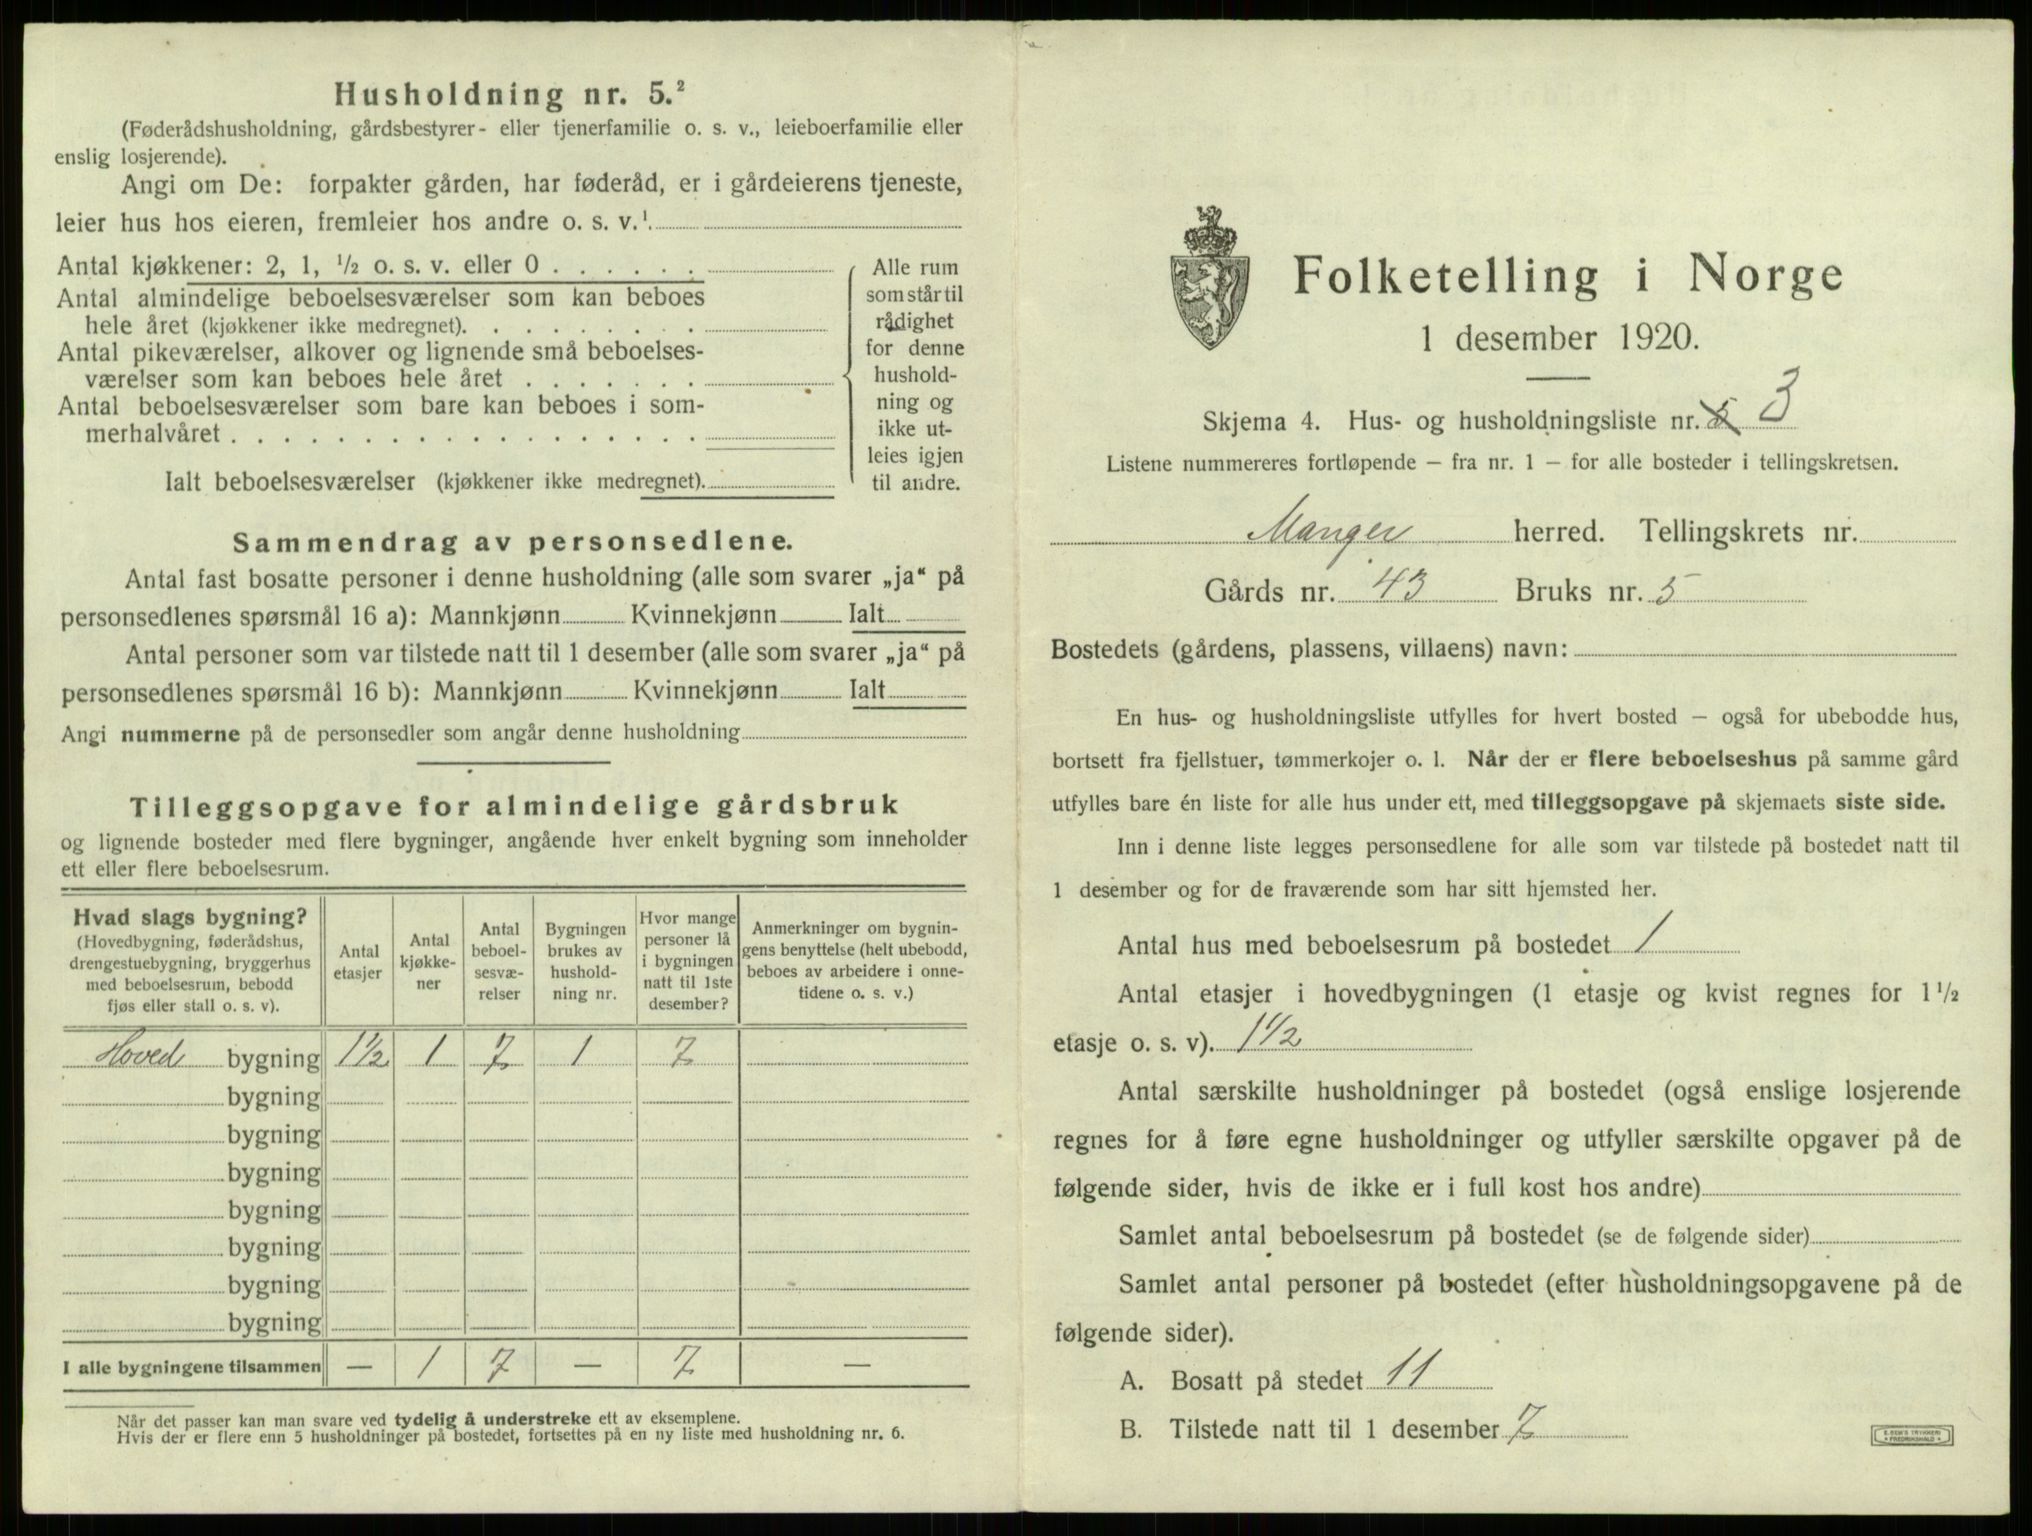 Husholdning nr. 5.²
(Føderådshusholdning, gårdsbestyrer- eller tjenerfamilie o. s. v., leieboerfamilie eller
enslig losjerende).
Angi om De: forpakter gården, har føderåd, er i gårdeierens tjeneste,
leier hus hos eieren, fremleier hos andre o. s. v.¹
Antal kjøkkener: 2, 1, ½ o. s. v. eller 0 . . . . . .
Antal almindelige beboelsesværelser som kan beboes
hele året (kjøkkener ikke medregnet). . . . . . . . .
Antal pikeværelser, alkover og lignende små beboelses-
værelser som kan beboes hele året . . . . . . .
Antal beboelsesværelser som bare kan beboes i som-
merhalvåret . . . . . . . . . . . . . . . . . .
Ialt beboelsesværelser (kjøkkener ikke medregnet).
Alle rum
som står til
rådighet
for denne
hushold-
ning og
ikke ut-
leies igjen
til andre.
Sammendrag av personsedlene.
Antal fast bosatte personer i denne husholdning (alle som svarer „ja“ på
personsedlenes spørsmål 16 a): Mannkjønn Kvinnekjønn Ialt
Antal personer som var tilstede natt til 1 desember (alle som svarer „ja“ på
personsedlenes spørsmål 16 b): Mannkjønn Kvinnekjønn Ialt
Angi nummerne på de personsedler som angår denne husholdning
Tilleggsopgave for almindelige gårdsbruk
og lignende bosteder med flere bygninger, angående hver enkelt bygning som inneholder
ett eller flere beboelsesrum.
Hvad slags bygning?
(Hovedbygning, føderådshus,
drengestuebygning, bryggerhus
med beboelsesrum, bebodd
fjøs eller stall o. s. v).
Antal
etasjer
Antal
kjøkke-
ner
Antal
beboel-
sesvæ-
relser
Bygningen
brukes av
hushold-
ning nr.
Hvor mange
personer lå
i bygningen
natt til 1ste
desember?
Anmerkninger om bygnin-
gens benyttelse (helt ubebodd,
beboes av arbeidere i onne-
tidene o. s. v.)
Hoved bygning 1½ 1 7 1 7
bygning
bygning
bygning
bygning
bygning
bygning
bygning
I alle bygningene tilsammen — 1 7 — 7 —
Når det passer kan man svare ved tydelig å understreke ett av eksemplene.
Hvis der er flere enn 5 husholdninger på bostedet, fortsettes på en ny liste med husholdning nr. 6.
Folketelling i Norge
1 desember 1920.
Skjema 4. Hus- og husholdningsliste nr. 3
Listene nummereres fortløpende — fra nr. 1 — for alle bosteder i tellingskretsen.
Manger herred. Tellingskrets nr.
Gårds nr. 43 Bruks nr. 5
Bostedets (gårdens, plassens, villaens) navn:
En hus- og husholdningsliste utfylles for hvert bosted — også for ubebodde hus,
bortsett fra fjellstuer, tømmerkojer o. l. Når der er flere beboelseshus på samme gård
utfylles bare én liste for alle hus under ett, med tilleggsopgave på skjemaets siste side.
Inn i denne liste legges personsedlene for alle som var tilstede på bostedet natt til
1 desember og for de fraværende som har sitt hjemsted her.
Antal hus med beboelsesrum på bostedet 1
Antal etasjer i hovedbygningen (1 etasje og kvist regnes for 1½
etasje o. s. v). 1½
Antal særskilte husholdninger på bostedet (også enslige losjerende
regnes for å føre egne husholdninger og utfyller særskilte opgaver på de
følgende sider, hvis de ikke er i full kost hos andre)
Samlet antal beboelsesrum på bostedet (se de følgende sider)
Samlet antal personer på bostedet (efter husholdningsopgavene på de
følgende sider).
A. Bosatt på stedet 11
B. Tilstede natt til 1 desember 7
E. SEM'S TRYKKERI
• FREDRIKSHALD •